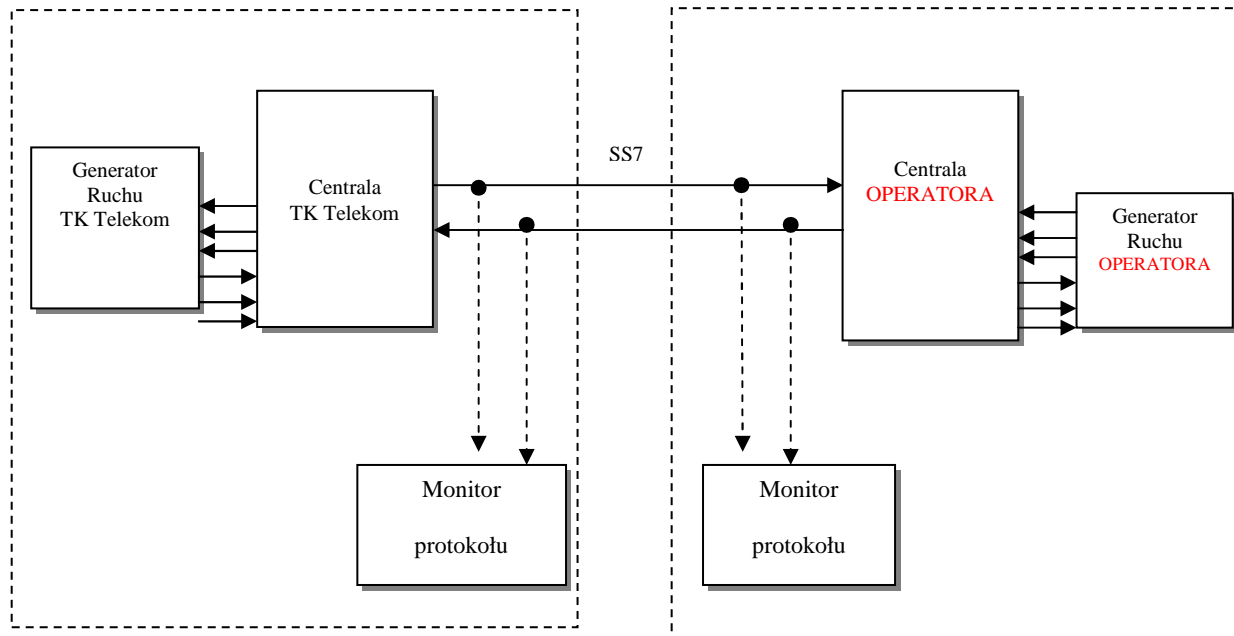 Generator
Ruchu
TK Telekom
Centrala
TK Telekom
SS7
Centrala
OPERATORA
Generator
Ruchu
OPERATORA
Monitor
protokołu
Monitor
protokołu